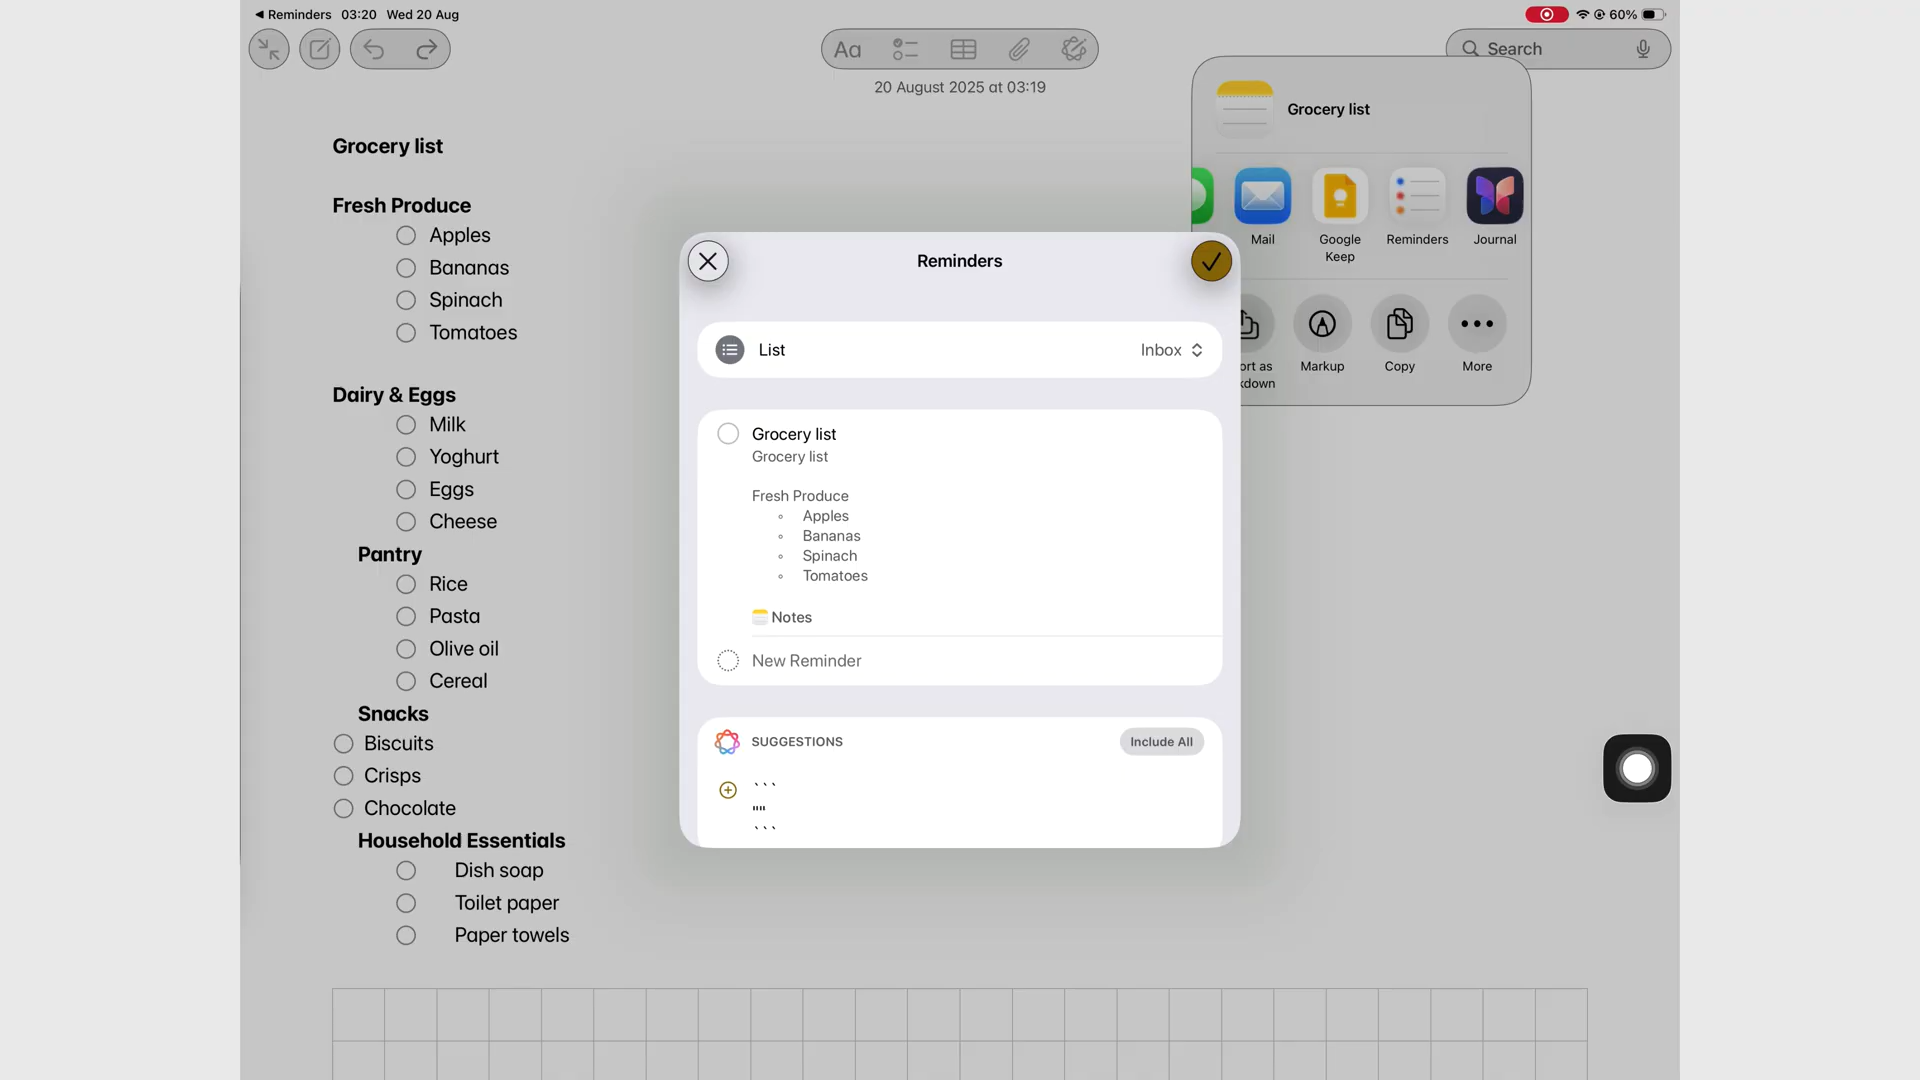 Reminders 03:20 Wed 20 Aug
60%
Aa
Search
20 August 2025 at 03:19
Grocery list
Fresh Produce
Apples
Bananas
Spinach
Tomatoes
Dairy & Eggs
Milk
Yoghurt
Eggs
Cheese
Pantry
Rice
Pasta
Olive oil
Cereal
Snacks
Biscuits
Crisps
Chocolate
Household Essentials
Dish soap
Toilet paper
Paper towels
Grocery list
Mail
Google
Keep
Reminders
Journal
ort as
kdown
Markup
Copy
More
Reminders
List
Inbox
Grocery list
Grocery list
Fresh Produce
Apples
Bananas
Spinach
Tomatoes
Notes
New Reminder
SUGGESTIONS
Include All
```
""
```